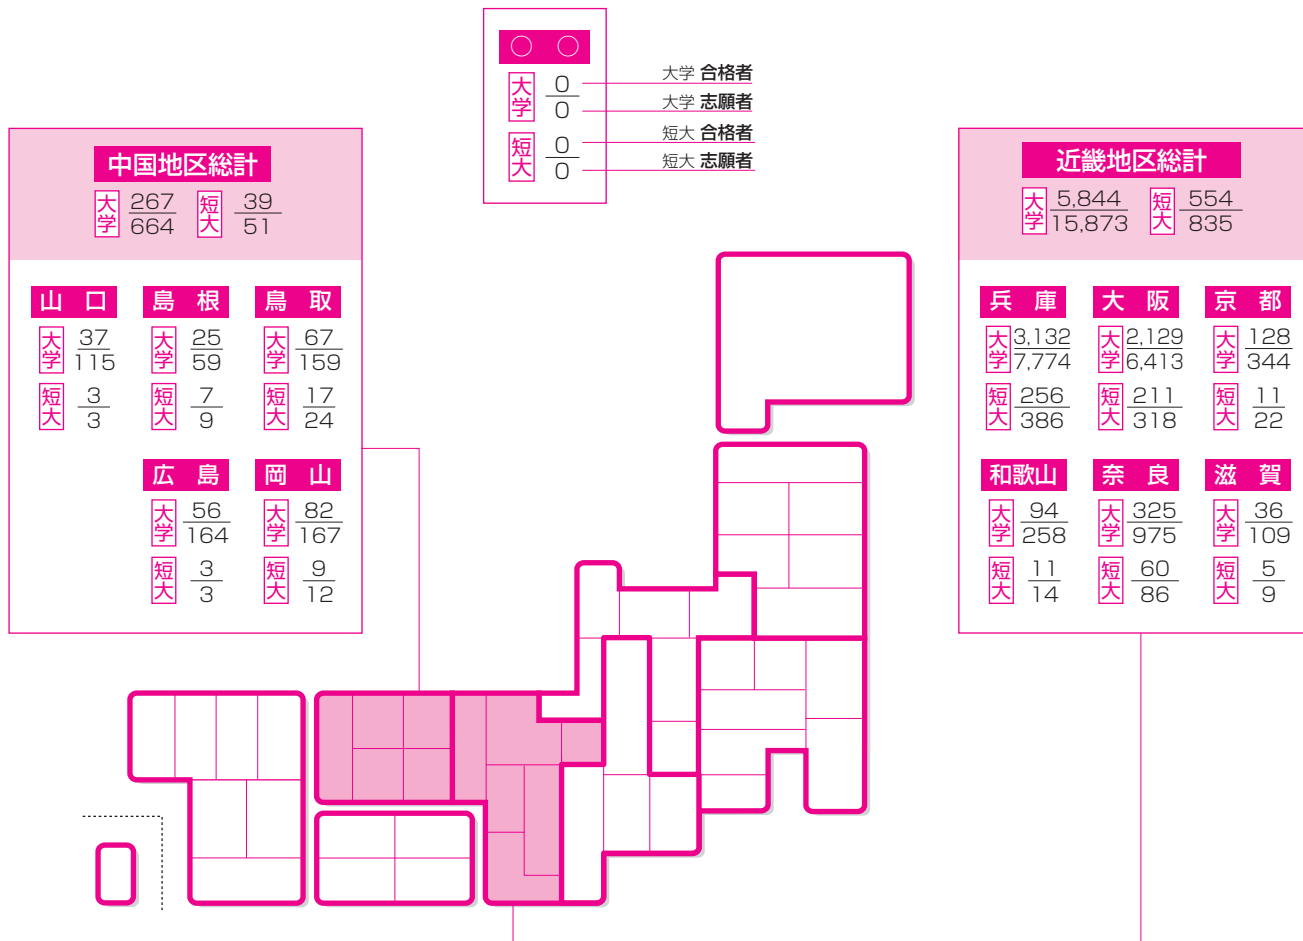 ○ ○
大学 0/0
短大 0/0
大学 合格者
大学 志願者
短大 合格者
短大 志願者
中国地区総計
大学 267/664 短大 39/51
山口 島根 鳥取
大学 37/115 大学 25/59 大学 67/159
短大 3/3 短大 7/9 短大 17/24
広島 岡山
大学 56/164 大学 82/167
短大 3/3 短大 9/12
近畿地区総計
大学 5,844/15,873 短大 554/835
兵庫 大阪 京都
大学 3,132/7,774 大学 2,129/6,413 大学 128/344
短大 256/386 短大 211/318 短大 11/22
和歌山 奈良 滋賀
大学 94/258 大学 325/975 大学 36/109
短大 11/14 短大 60/86 短大 5/9